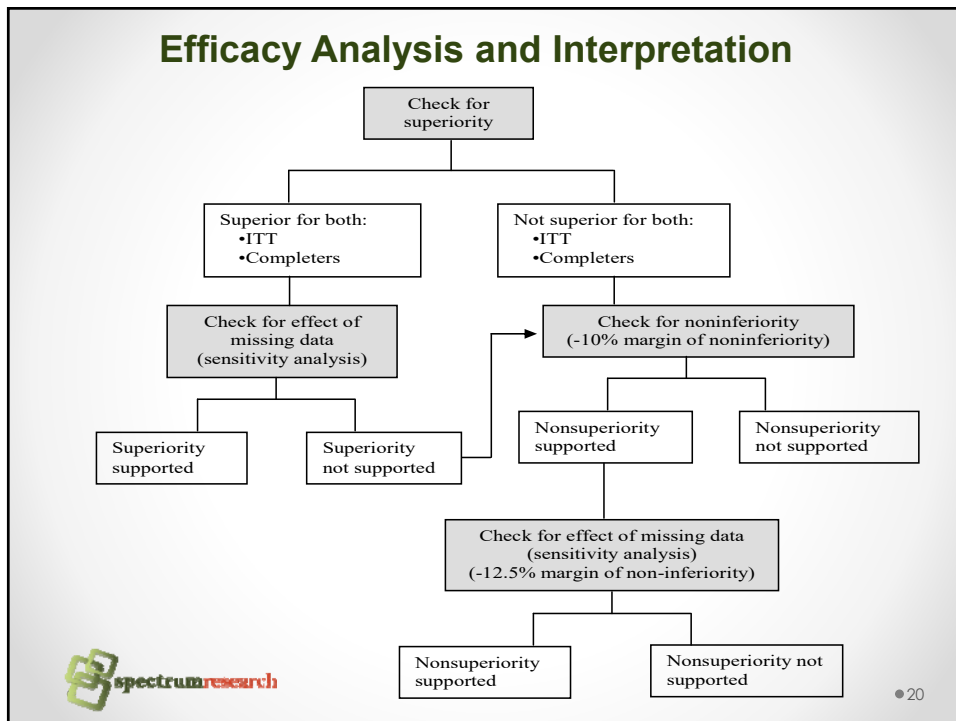 Efficacy Analysis and Interpretation
Check for
superiority
Superior for both:
•ITT
•Completers
Not superior for both:
•ITT
•Completers
Check for effect of
missing data
(sensitivity analysis)
Check for noninferiority
(-10% margin of noninferiority)
Superiority
supported
Superiority
not supported
Nonsuperiority
supported
Nonsuperiority
not supported
Check for effect of missing data
(sensitivity analysis)
(-12.5% margin of non-inferiority)
Nonsuperiority
supported
Nonsuperiority not
supported
spectrumresearch
•20